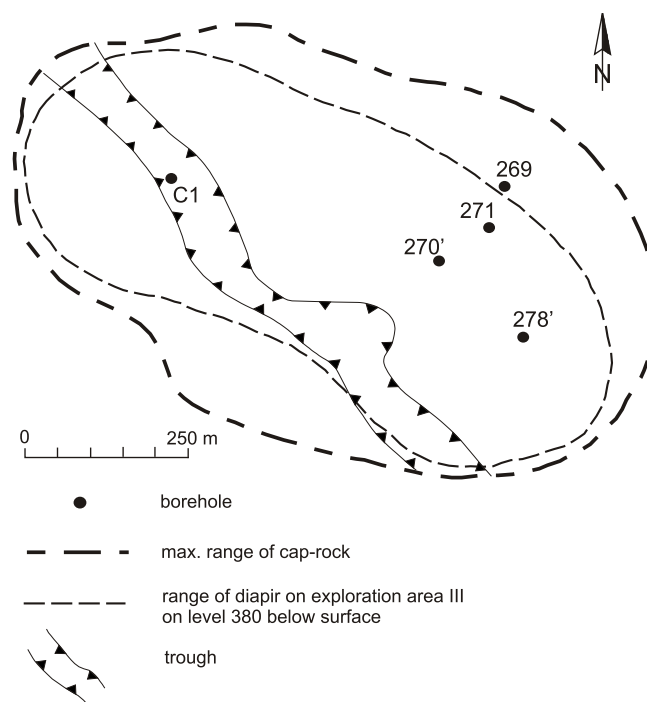 N
269
271
C1
270'
278'
0 250 m
borehole
max. range of cap-rock
range of diapir on exploration area III
on level 380 below surface
trough